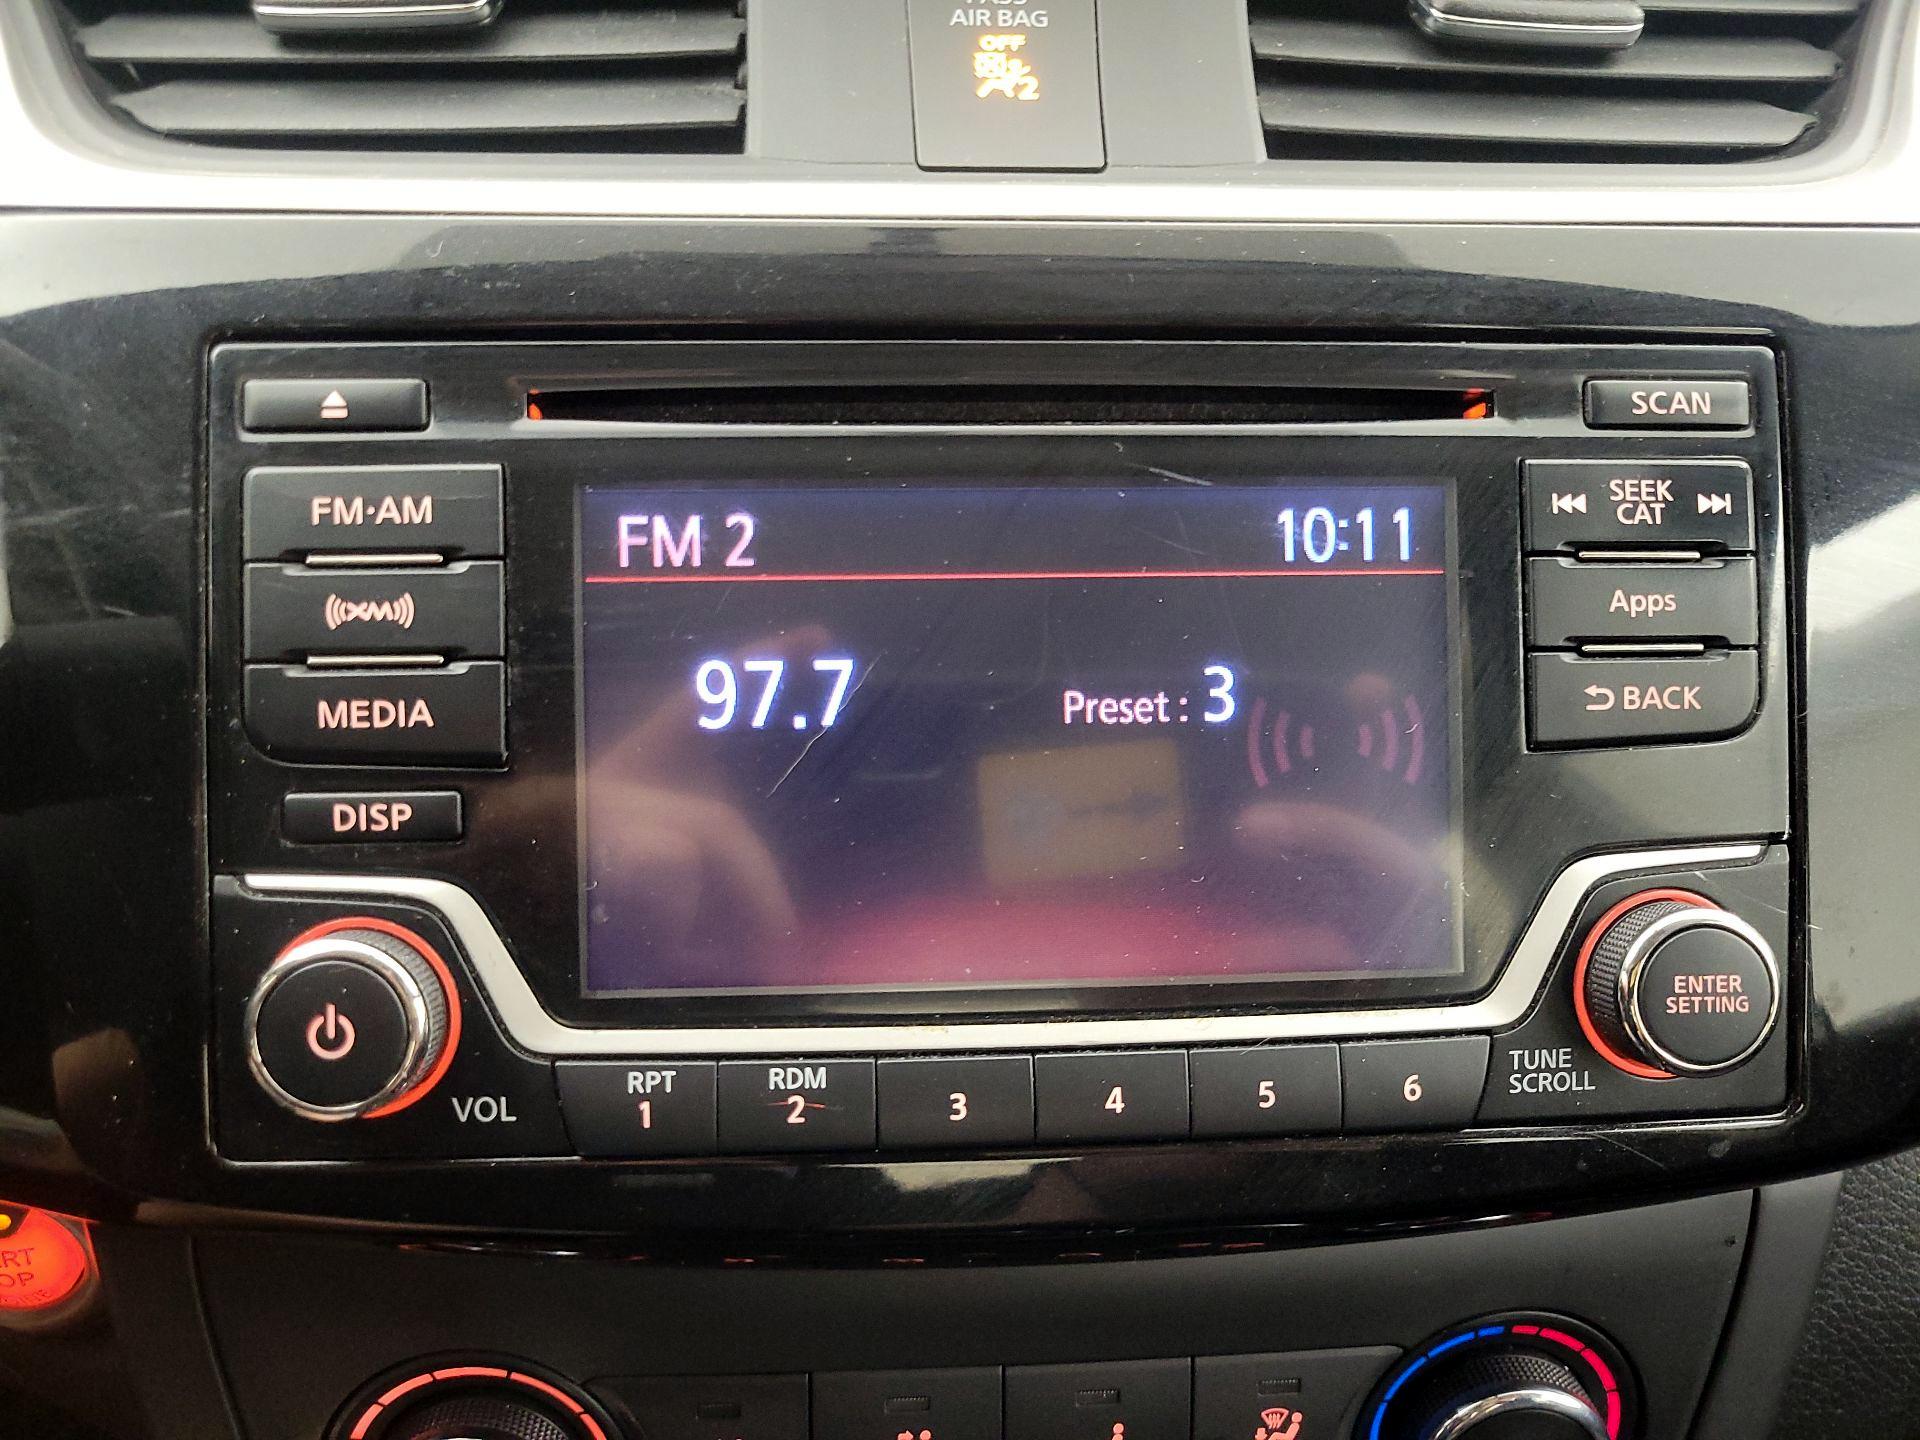 AIR BAG
OFF
2
SCAN
FM·AM
SEEK
CAT
FM 2
10:11
XM
Apps
97.7
Preset : 3
MEDIA
BACK
DISP
ENTER
SETTING
VOL
RPT
1
RDM
2
3
4
5
6
TUNE
SCROLL